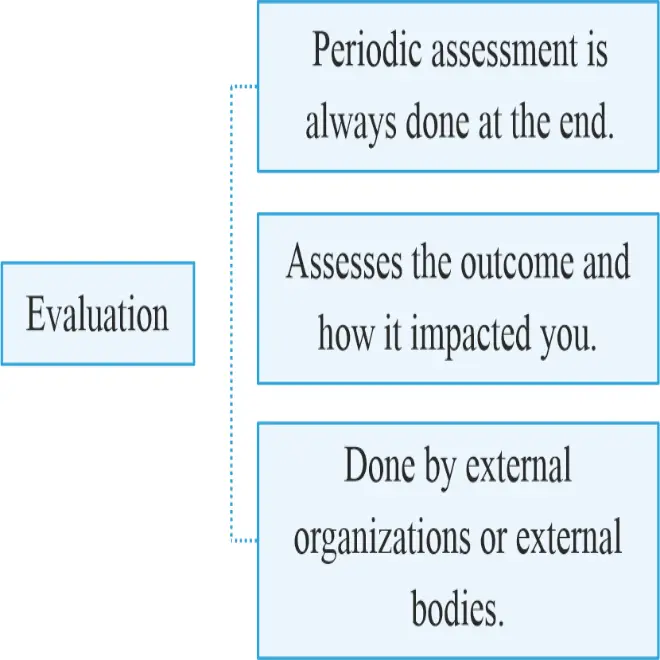 Evaluation
Periodic assessment is
always done at the end.
Assesses the outcome and
how it impacted you.
Done by external
organizations or external
bodies.